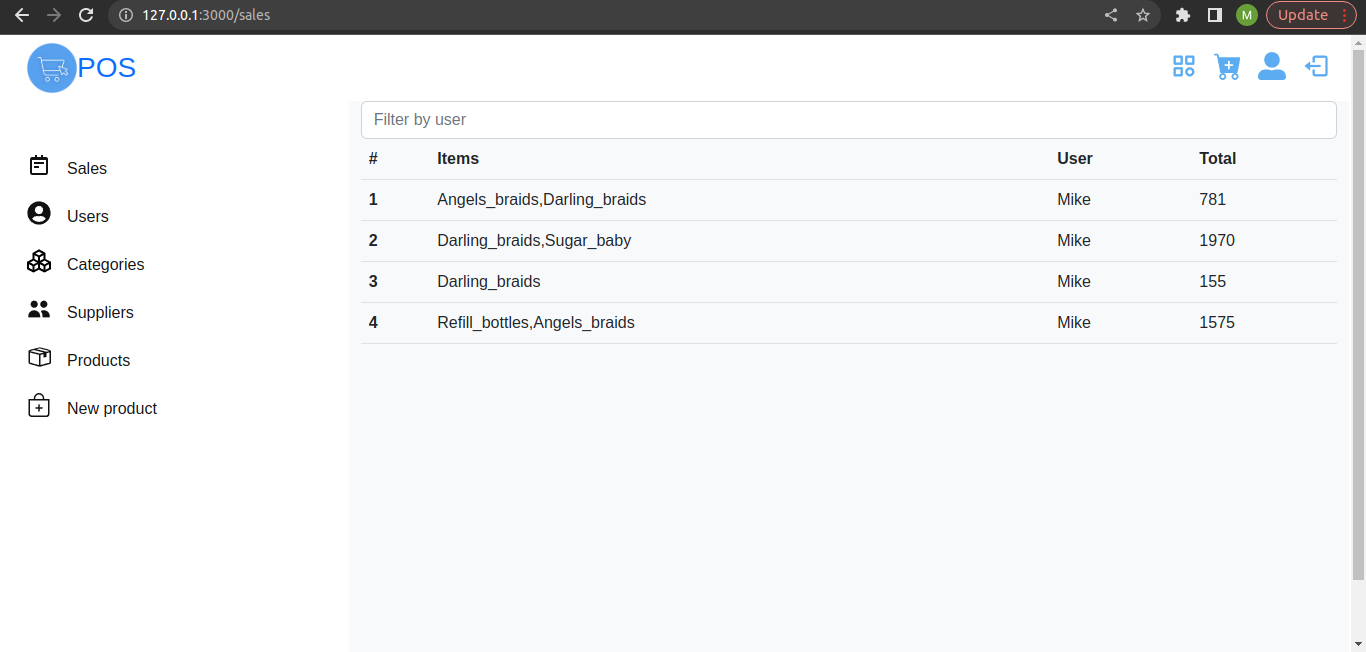 127.0.0.1:3000/sales M Update
POS
Filter by user
# Items User Total
1 Angels_braids,Darling_braids Mike 781
2 Darling_braids,Sugar_baby Mike 1970
3 Darling_braids Mike 155
4 Refill_bottles,Angels_braids Mike 1575
Sales
Users
Categories
Suppliers
Products
New product